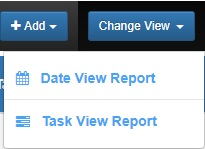 Add
Change View
Date View Report
Task View Report